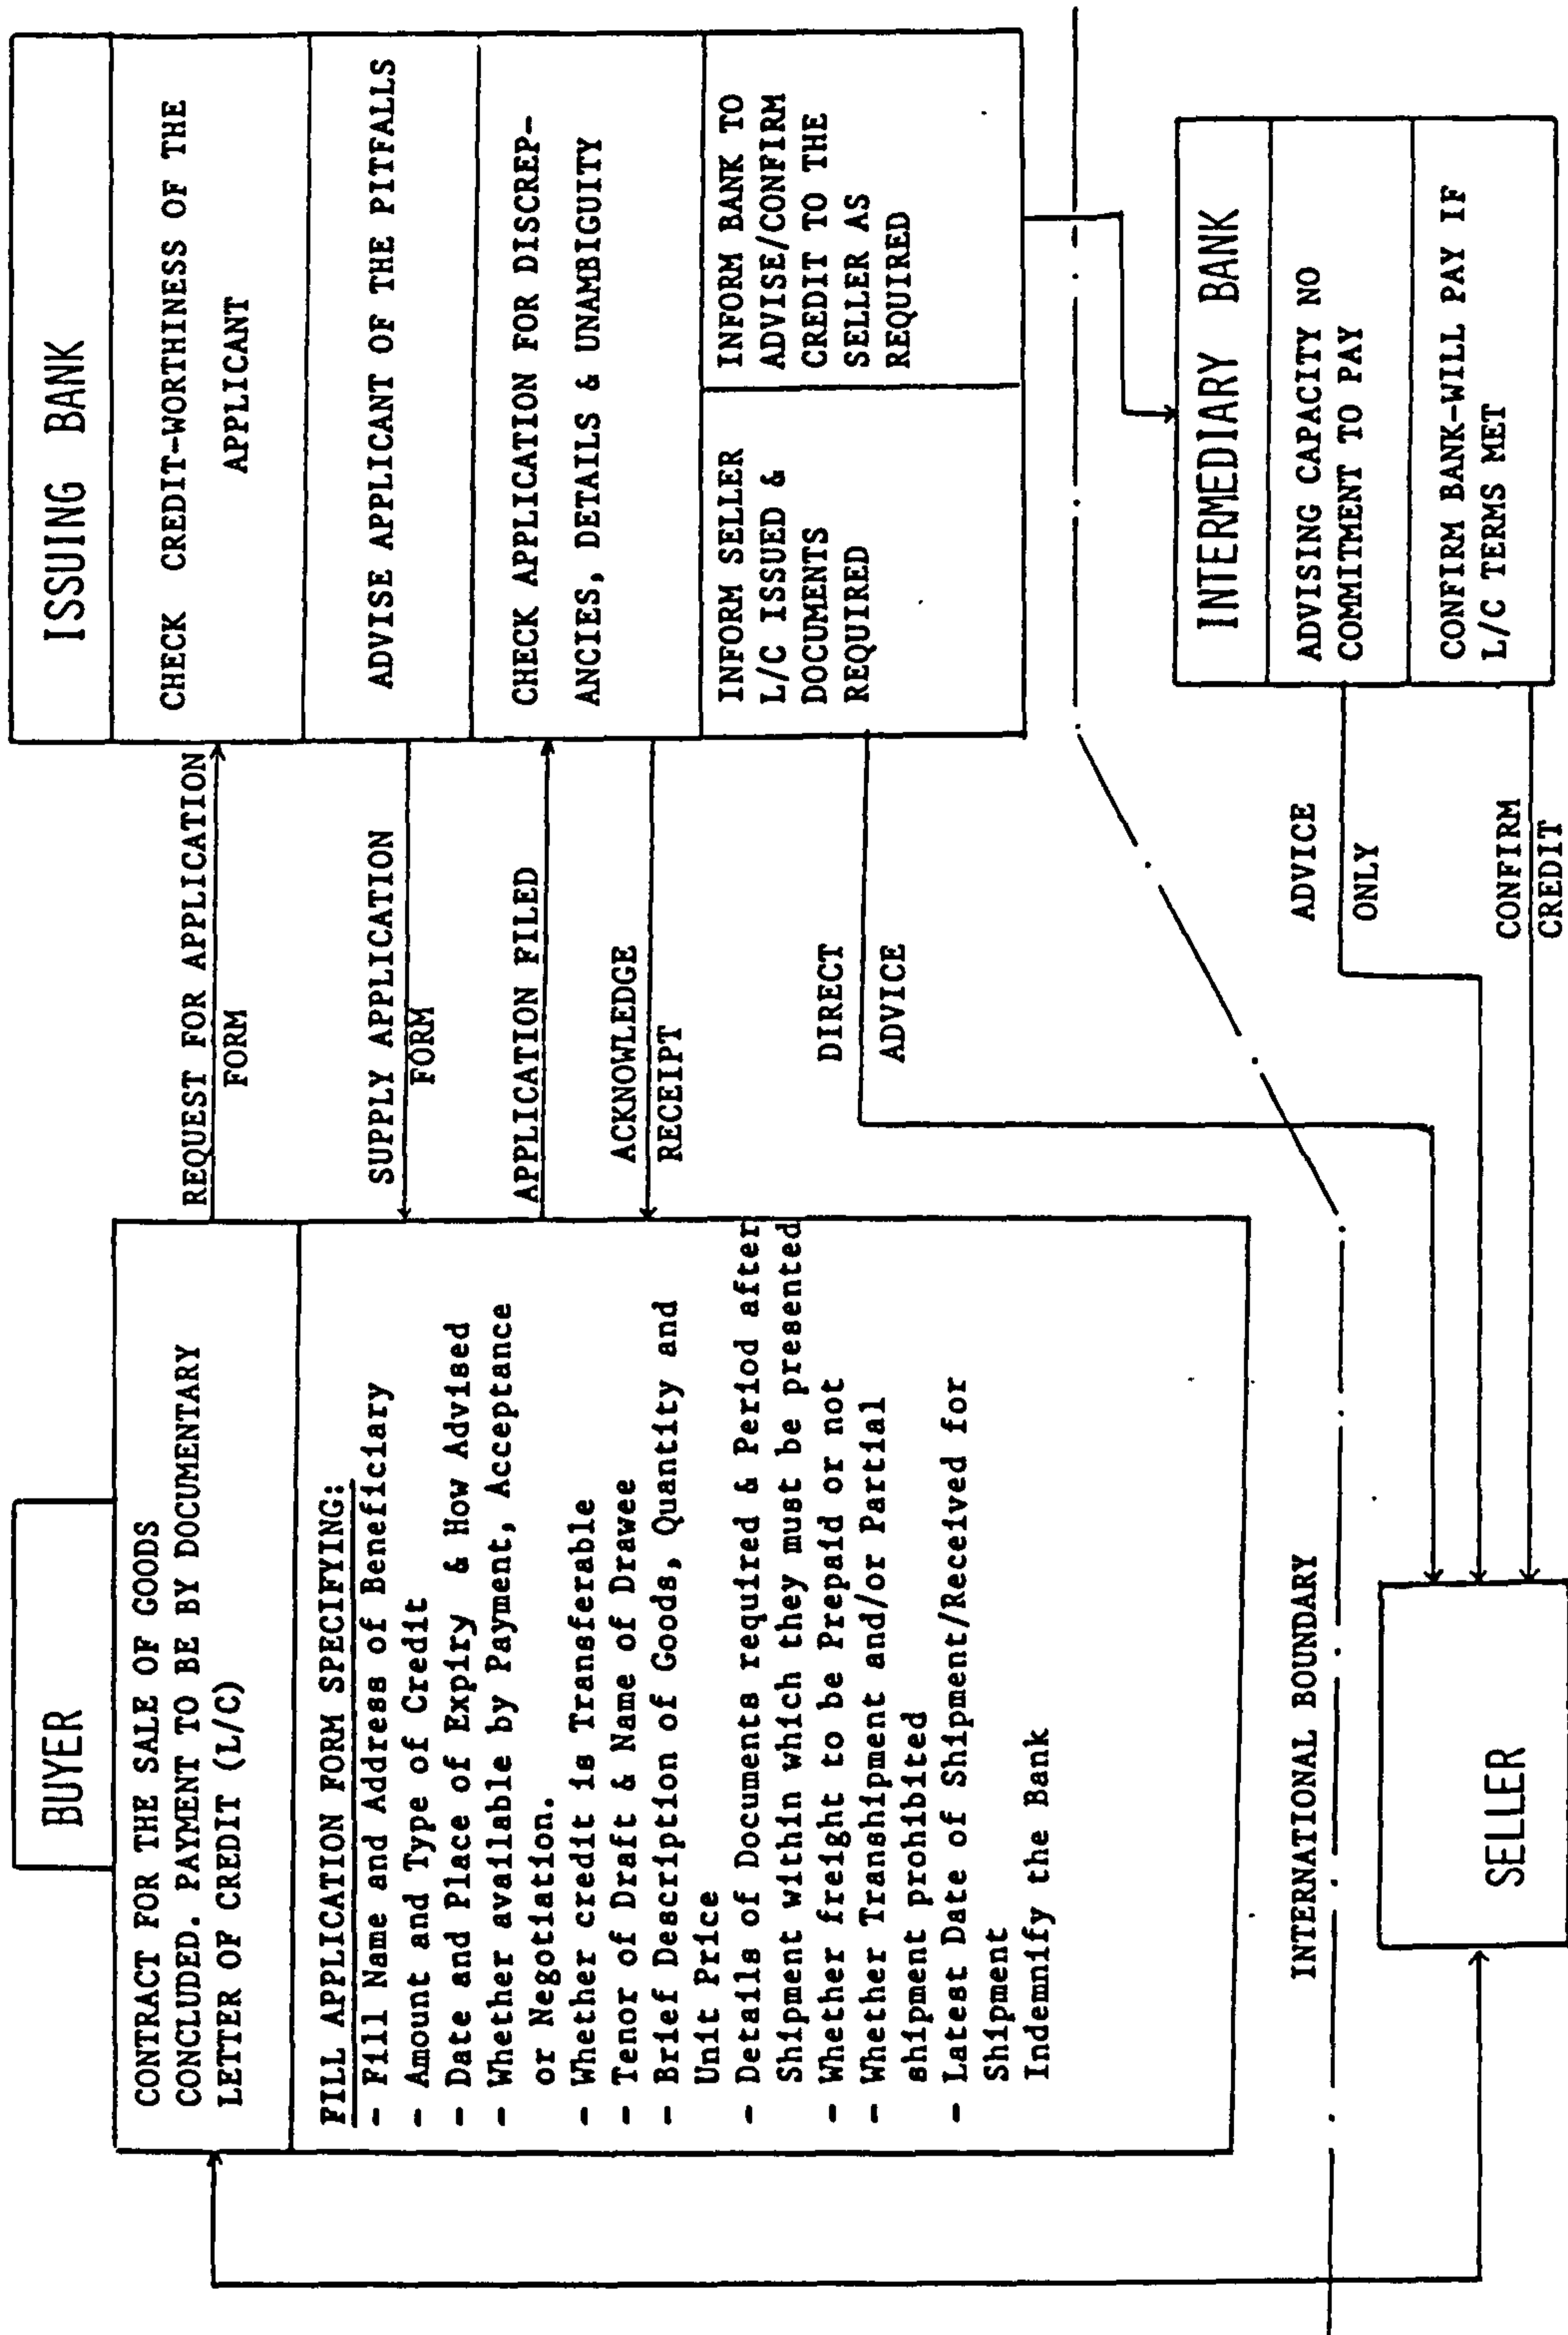 BUYER
CONTRACT FOR THE SALE OF GOODS
CONCLUDED. PAYMENT TO BE BY DOCUMENTARY
LETTER OF CREDIT (L/C)
FILL APPLICATION FORM SPECIFYING:
- Fill Name and Address of Beneficiary
- Amount and Type of Credit
- Date and Place of Expiry & How Advised
- Whether available by Payment, Acceptance
or Negotiation.
- Whether credit is Transferable
- Tenor of Draft & Name of Drawee
- Brief Description of Goods, Quantity and
Unit Price
- Details of Documents required & Period after
Shipment within which they must be presented
- Whether freight to be Prepaid or not
- Whether Transhipment and/or Partial
shipment prohibited
- Latest Date of Shipment/Received for
Shipment
Indemnify the Bank
REQUEST FOR APPLICATION
FORM
SUPPLY APPLICATION
FORM
APPLICATION FILED
ACKNOWLEDGE
RECEIPT
DIRECT
ADVICE
ISSUING BANK
CHECK CREDIT-WORTHINESS OF THE
APPLICANT
ADVISE APPLICANT OF THE PITFALLS
CHECK APPLICATION FOR DISCREP-
ANCIES, DETAILS & UNAMBIGUITY
INFORM SELLER
L/C ISSUED &
DOCUMENTS
REQUIRED
INFORM BANK TO
ADVISE/CONFIRM
CREDIT TO THE
SELLER AS
REQUIRED
INTERNATIONAL BOUNDARY
SELLER
ADVICE
ONLY
CONFIRM
CREDIT
INTERMEDIARY BANK
ADVISING CAPACITY NO
COMMITMENT TO PAY
CONFIRM BANK-WILL PAY IF
L/C TERMS MET